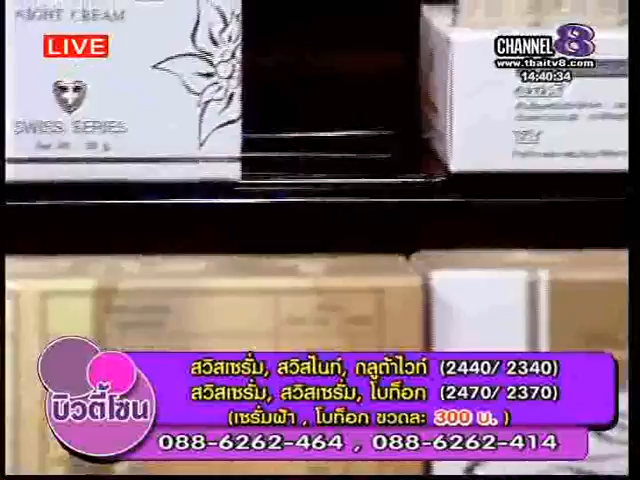 NIGHT CREAM
LIVE
CHANNEL 8
www.thaitv8.com
14:40:34
SWISS SERIES
สวิสเซรั่ม, สวิสไนท์, กลูต้าไวท์ (2440/ 2340)
สวิสเซรั่ม, สวิสเซรั่ม, โบท็อก (2470/ 2370)
(เซรั่มฝ้า , โบท็อก ขวดละ 300 บ. )
บิวตี้โซน
088-6262-464 , 088-6262-414